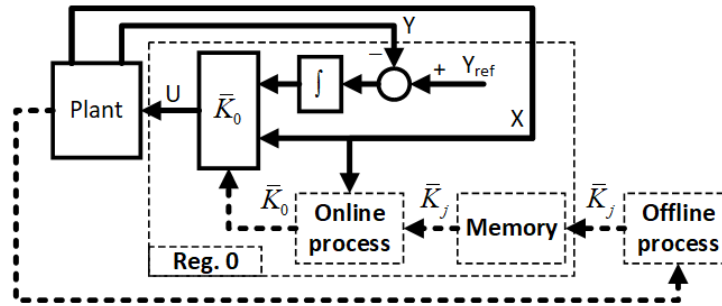 Y
−
+
Y_ref
Plant
U
K̄₀
∫
X
K̄₀
Online
process
K̄ⱼ
Memory
K̄ⱼ
Offline
process
Reg. 0